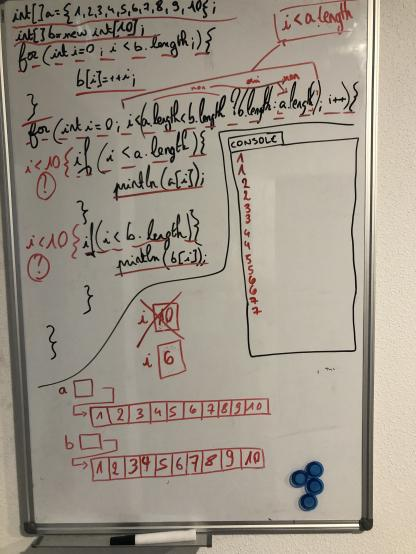 int[] a={1,2,3,4,5,6,7,8,9,10};
int[] b=new int[10];
for (int i=0; i<b.length;){
b[i]=++i;
}
i<a.length
non oui non
for (int i=0; i<(a.length<b.length ?b.length:a.length); i++){
i<10 { if (i<a.length){
!
println(a[i]);
}
i<10 { if(i<b.length){
?
println(b[i]);
}
}
}
CONSOLE
1
1
2
2
3
3
4
4
5
5
6
6
7
7
i 10
i 6
a
1 2 3 4 5 6 7 8 9 10
b
1 2 3 4 5 6 7 8 9 10